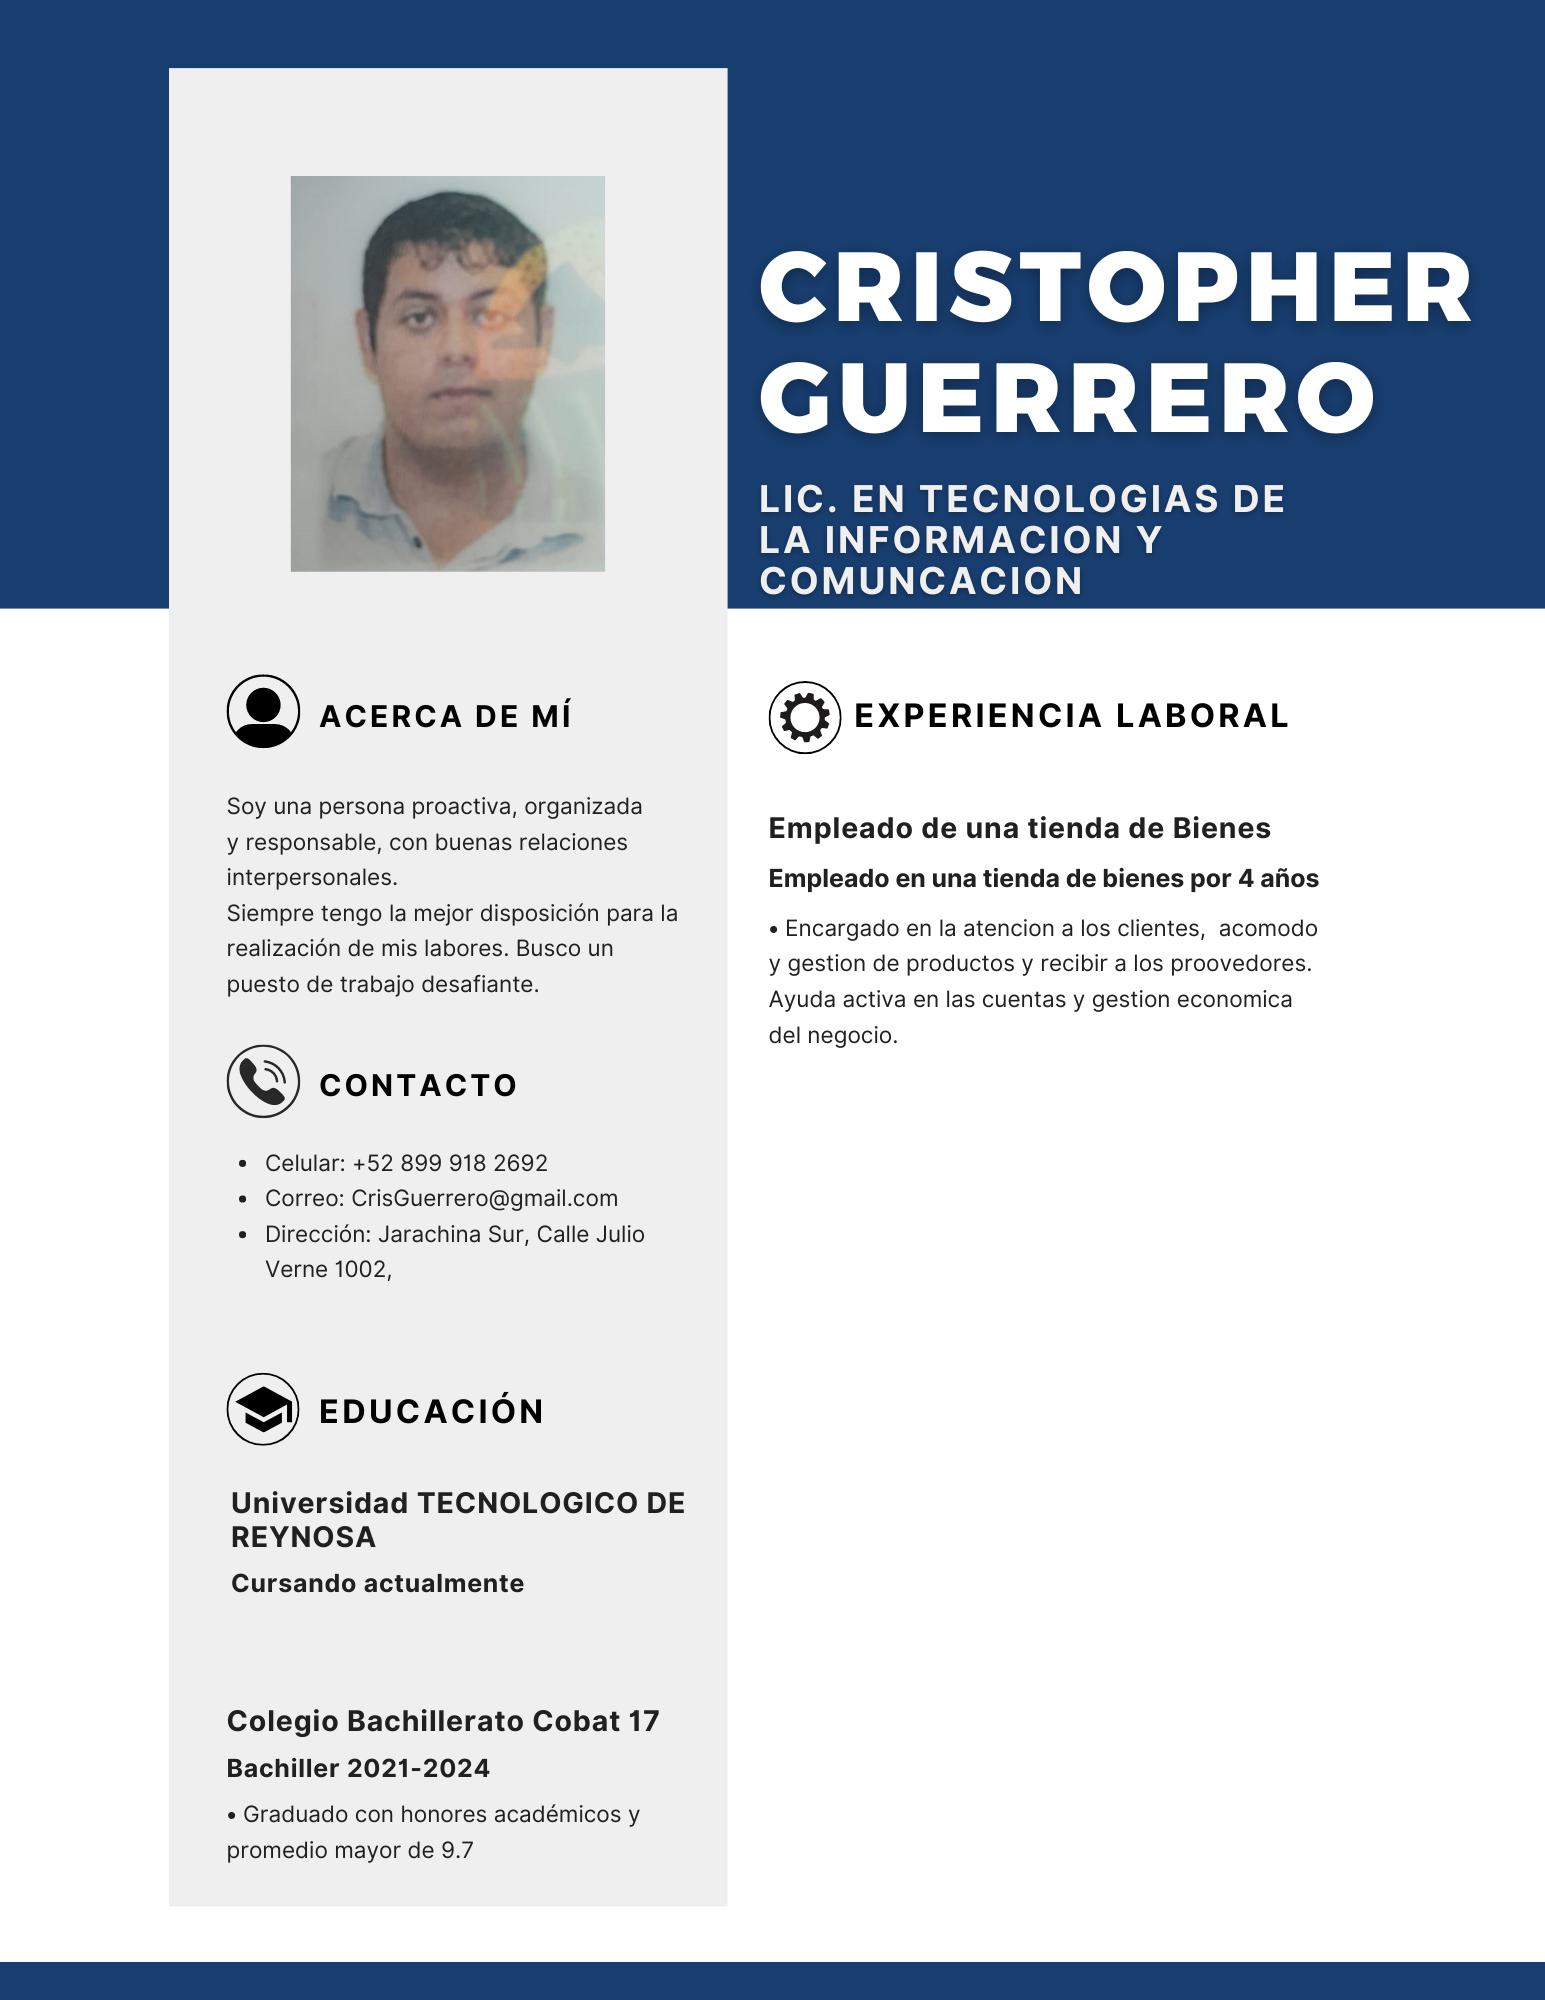 CRISTOPHER
GUERRERO
LIC. EN TECNOLOGIAS DE
LA INFORMACION Y
COMUNCACION
ACERCA DE MÍ
Soy una persona proactiva, organizada
y responsable, con buenas relaciones
interpersonales.
Siempre tengo la mejor disposición para la
realización de mis labores. Busco un
puesto de trabajo desafiante.
CONTACTO
• Celular: +52 899 918 2692
• Correo: CrisGuerrero@gmail.com
• Dirección: Jarachina Sur, Calle Julio
Verne 1002,
EDUCACIÓN
Universidad TECNOLOGICO DE
REYNOSA
Cursando actualmente
Colegio Bachillerato Cobat 17
Bachiller 2021-2024
• Graduado con honores académicos y
promedio mayor de 9.7
EXPERIENCIA LABORAL
Empleado de una tienda de Bienes
Empleado en una tienda de bienes por 4 años
• Encargado en la atencion a los clientes,  acomodo
y gestion de productos y recibir a los proovedores.
Ayuda activa en las cuentas y gestion economica
del negocio.